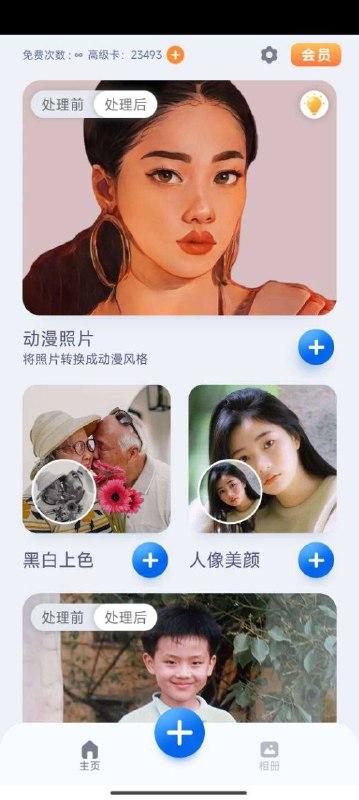 免费次数：∞ 高级卡：23493
会员
处理前 处理后
动漫照片
将照片转换成动漫风格
黑白上色
人像美颜
处理前 处理后
主页
相册